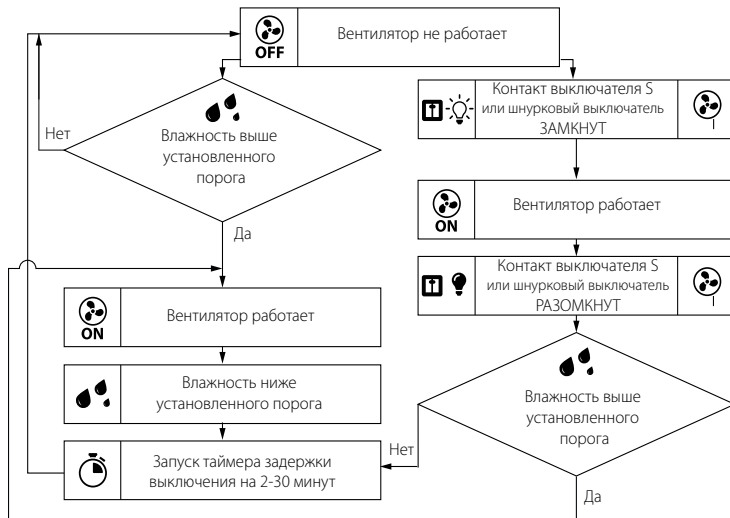 OFF
Вентилятор не работает
Нет
Влажность выше
установленного
порога
Да
ON
Вентилятор работает
Влажность ниже
установленного порога
Запуск таймера задержки
выключения на 2-30 минут
Контакт выключателя S
или шнурковый выключатель
ЗАМКНУТ
ON
Вентилятор работает
Контакт выключателя S
или шнурковый выключатель
РАЗОМКНУТ
Влажность выше
установленного
порога
Нет
Да